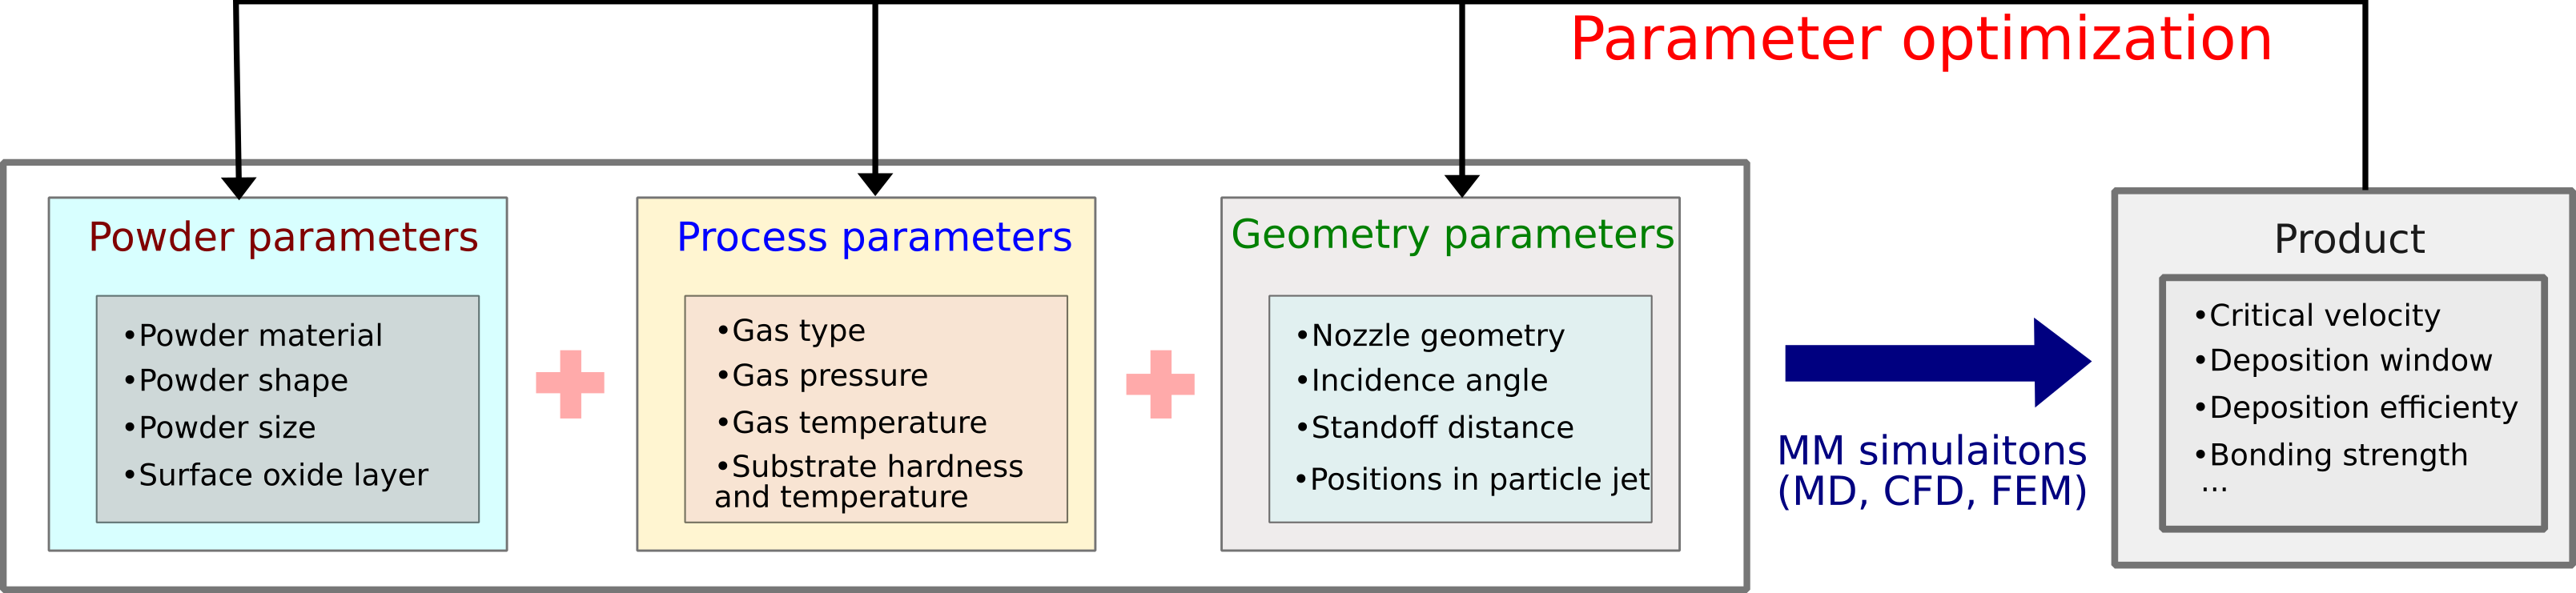 Parameter optimization
Powder parameters
•Powder material
•Powder shape
•Powder size
•Surface oxide layer
Process parameters
•Gas type
•Gas pressure
•Gas temperature
•Substrate hardness
and temperature
Geometry parameters
•Nozzle geometry
•Incidence angle
•Standoff distance
•Positions in particle jet
MM simulaitons
(MD, CFD, FEM)
Product
•Critical velocity
•Deposition window
•Deposition efficienty
•Bonding strength
...